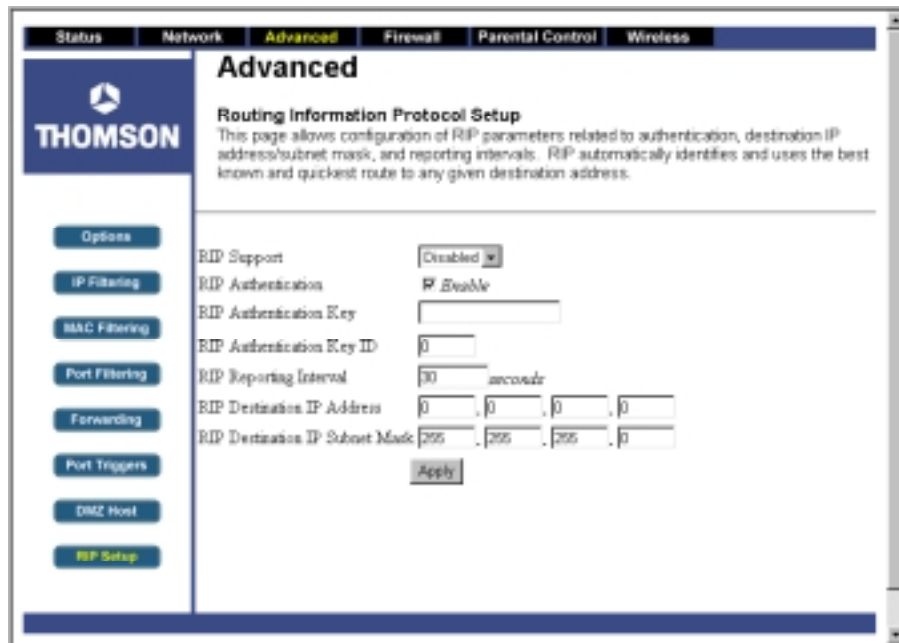 Status Network Advanced Firewall Parental Control Wireless
THOMSON
Advanced
Routing Information Protocol Setup
This page allows configuration of RIP parameters related to authentication, destination IP
address/subnet mask, and reporting intervals. RIP automatically identifies and uses the best
known and quickest route to any given destination address.
Options
IP Filtering
MAC Filtering
Port Filtering
Forwarding
Port Triggers
DMZ Host
RIP Setup
RIP Support Disabled
RIP Authentication Enable
RIP Authentication Key
RIP Authentication Key ID 0
RIP Reporting Interval 30 seconds
RIP Destination IP Address 0 . 0 . 0 . 0
RIP Destination IP Subnet Mask 255 . 255 . 255 . 0
Apply